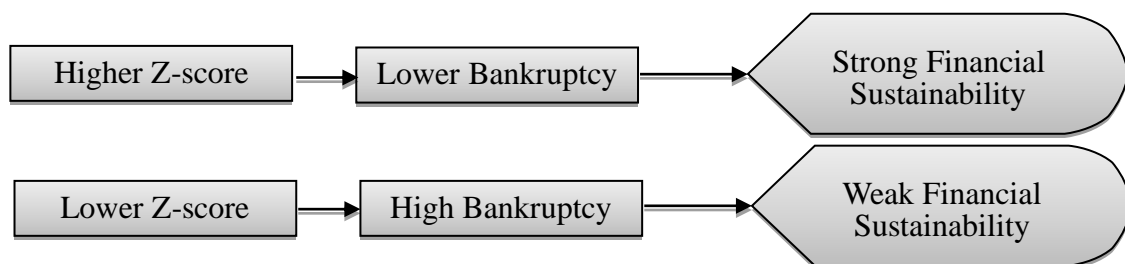 Higher Z-score
Lower Bankruptcy
Strong Financial
Sustainability
Lower Z-score
High Bankruptcy
Weak Financial
Sustainability